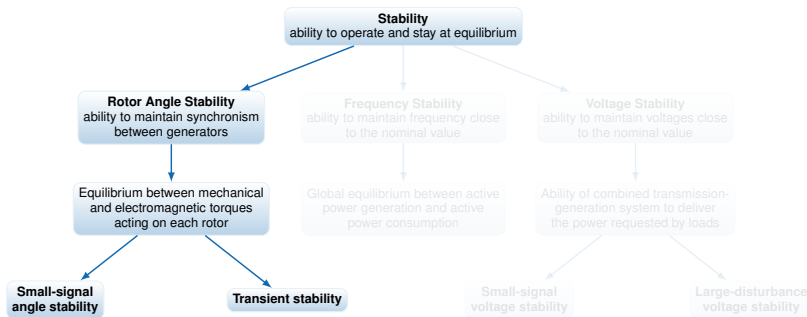 Stability
ability to operate and stay at equilibrium
Rotor Angle Stability
ability to maintain synchronism
between generators
Frequency Stability
ability to maintain frequency close
to the nominal value
Voltage Stability
ability to maintain voltages close
to the nominal value
Equilibrium between mechanical
and electromagnetic torques
acting on each rotor
Global equilibrium between active
power generation and active
power consumption
Ability of combined transmission-
generation system to deliver
the power requested by loads
Small-signal
angle stability
Transient stability
Small-signal
voltage stability
Large-disturbance
voltage stability